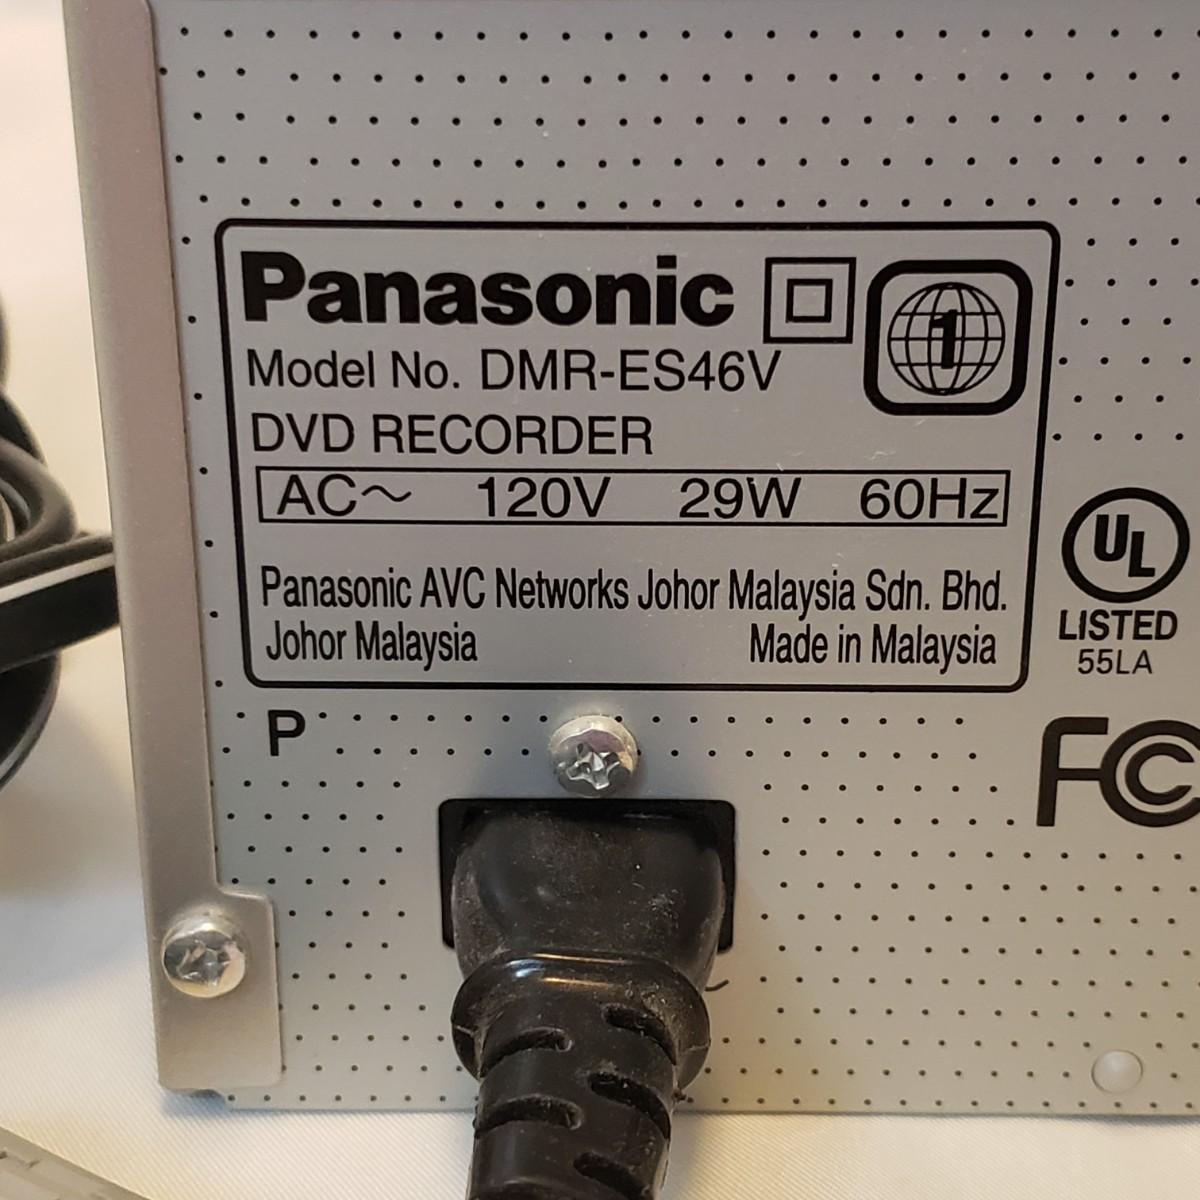 Panasonic
1
Model No. DMR-ES46V
DVD RECORDER
AC～ 120V 29W 60Hz
Panasonic AVC Networks Johor Malaysia Sdn. Bhd.
Johor Malaysia Made in Malaysia
UL
LISTED
55LA
P
FC